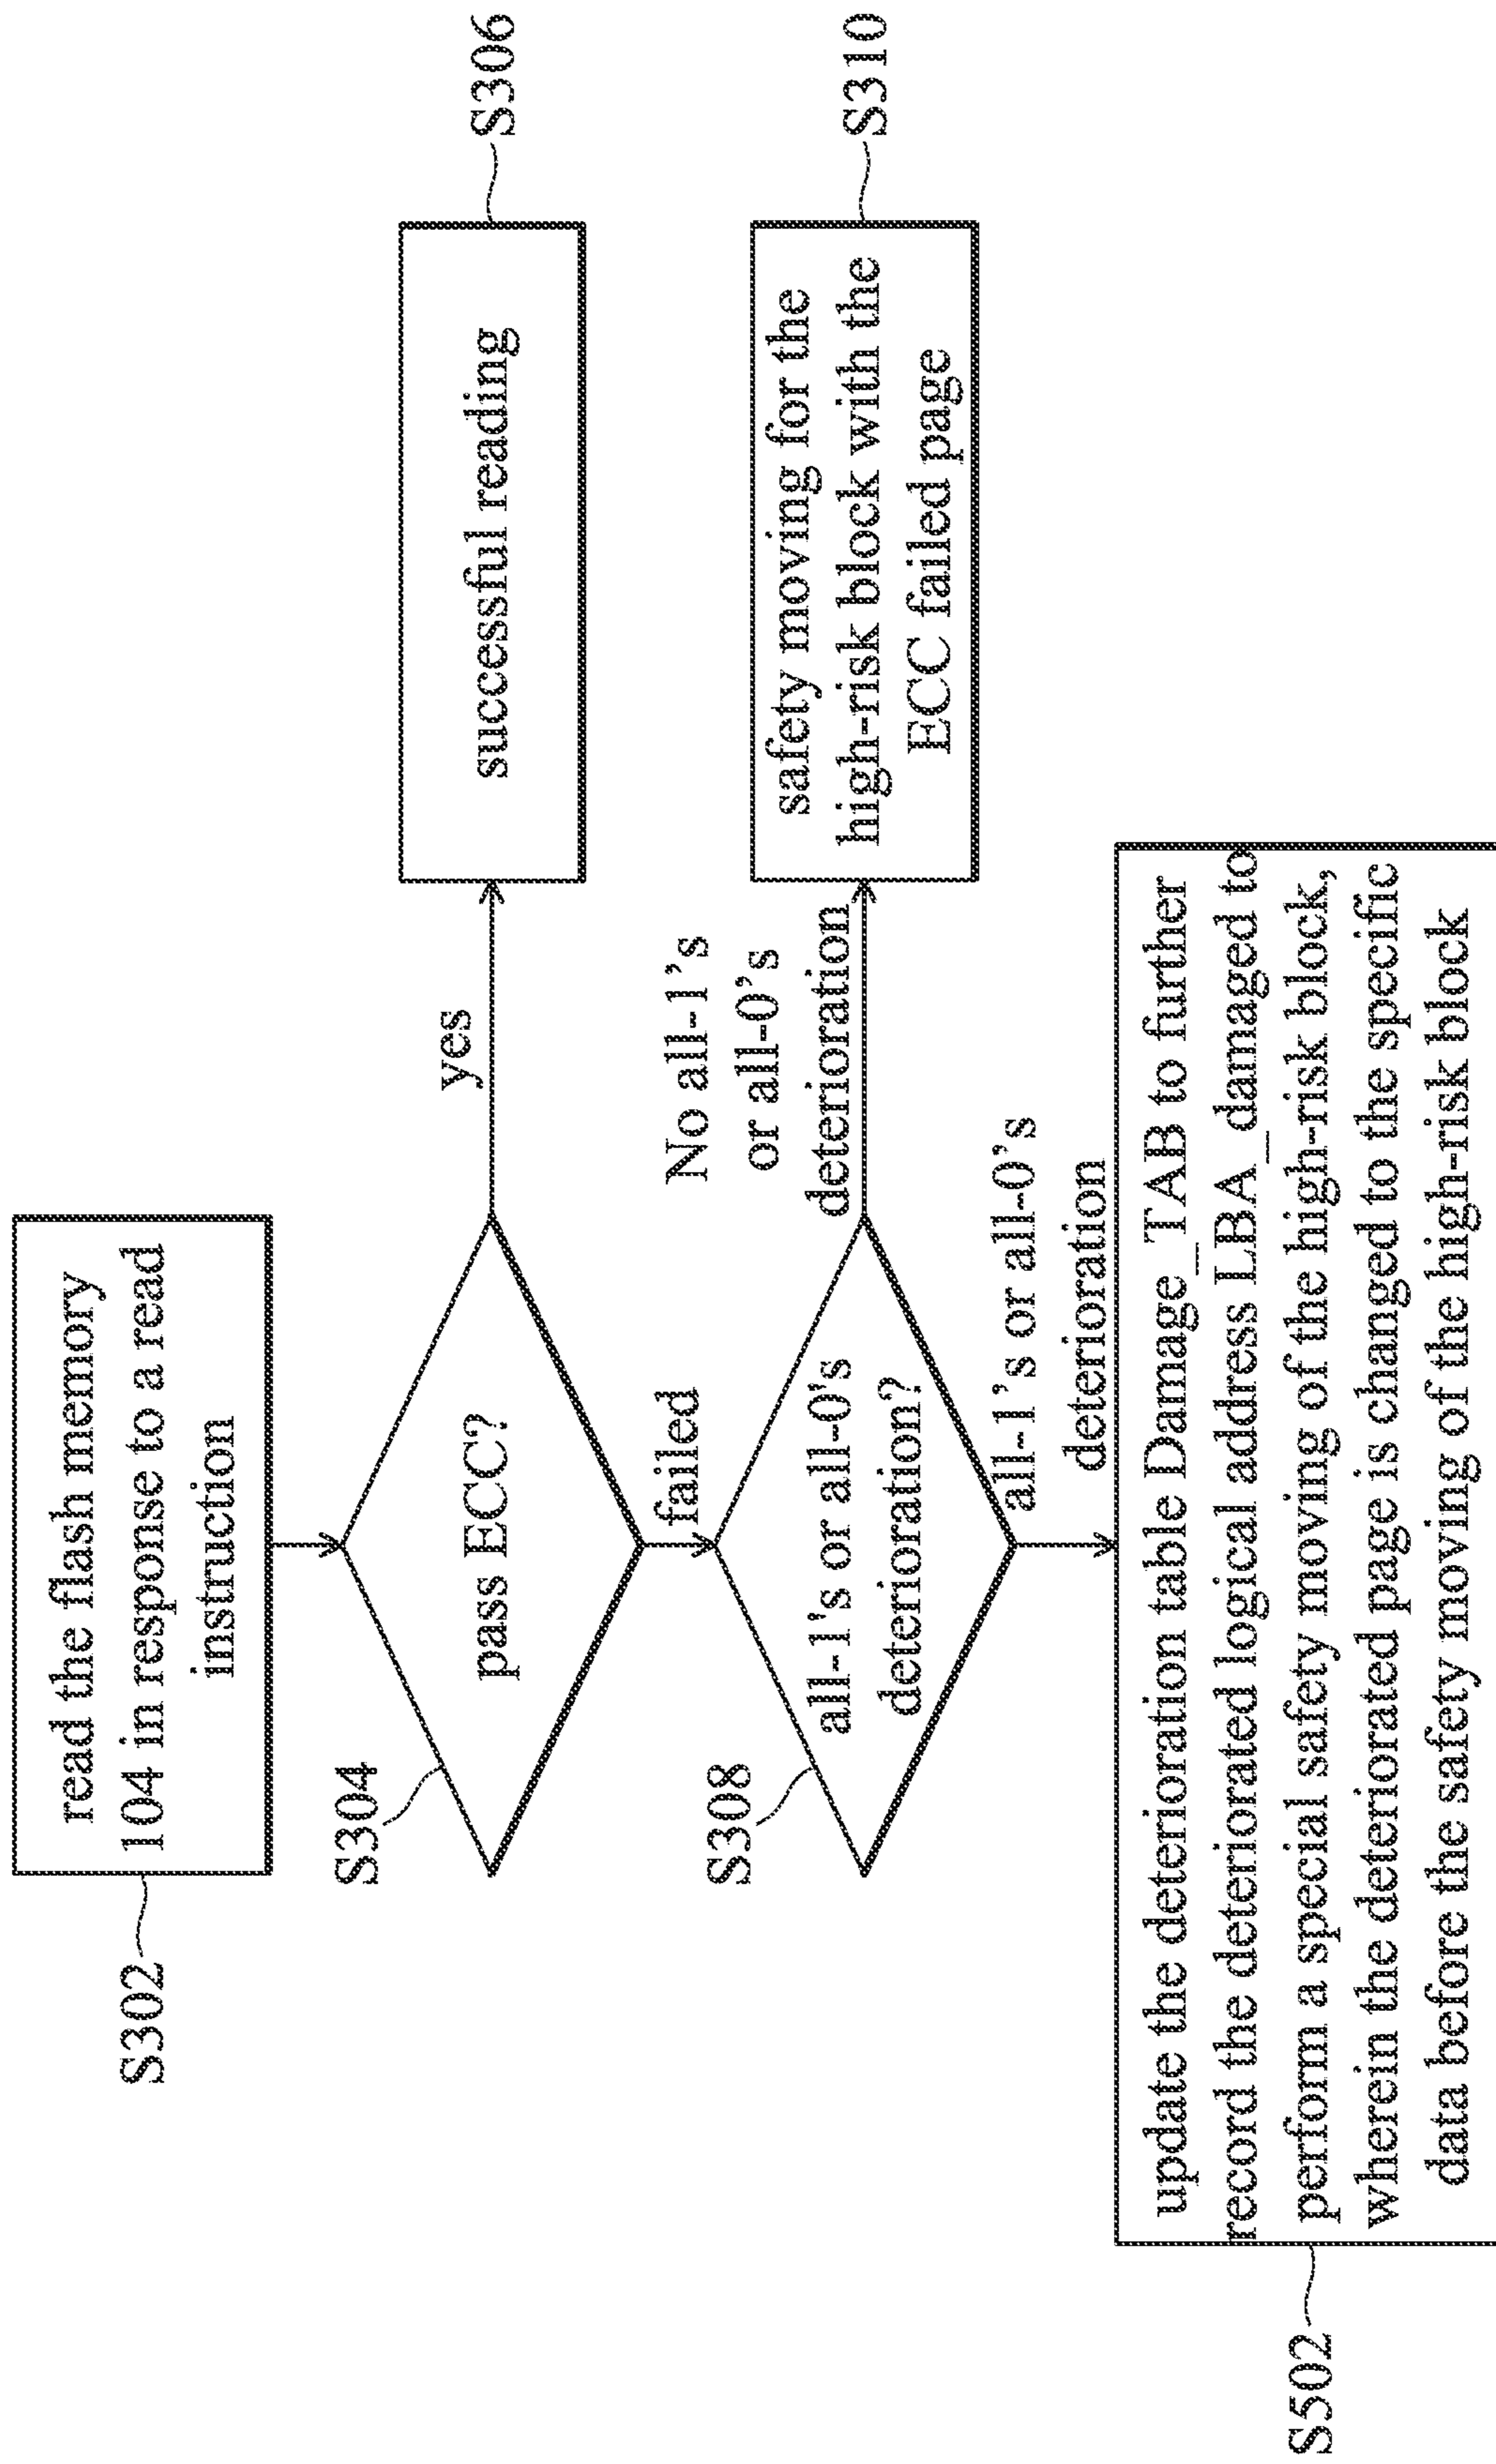 read the flash memory
104 in response to a read
instruction
S302
S304
pass ECC?
yes
successful reading
S306
failed
S308
all-1's or all-0's
deterioration?
No all-1's
or all-0's
deterioration
safety moving for the
high-risk block with the
ECC failed page
S310
all-1's or all-0's
deterioration
update the deterioration table Damage_TAB to further
record the deteriorated logical address LBA_damaged to
perform a special safety moving of the high-risk block,
wherein the deteriorated page is changed to the specific
data before the safety moving of the high-risk block
S502